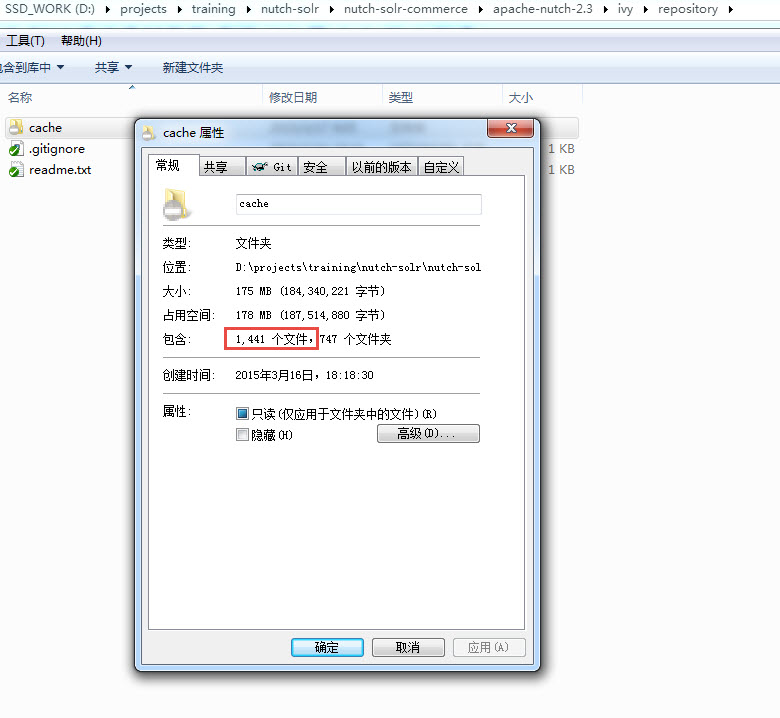 SSD_WORK (D:) ▸ projects ▸ training ▸ nutch-solr ▸ nutch-solr-commerce ▸ apache-nutch-2.3 ▸ ivy ▸ repository ▸
工具(T) 帮助(H)
含到库中 ▼ 共享 ▼ 新建文件夹
名称 修改日期 类型 大小
cache
.gitignore 1 KB
readme.txt 1 KB
cache 属性
常规 共享 Git 安全 以前的版本 自定义
cache
类型: 文件夹
位置: D:\projects\training\nutch-solr\nutch-sol
大小: 175 MB (184,340,221 字节)
占用空间: 178 MB (187,514,880 字节)
包含: 1,441 个文件，747 个文件夹
创建时间: 2015年3月16日，18:18:30
属性: 只读(仅应用于文件夹中的文件)(R)
隐藏(H) 高级(D)...
确定 取消 应用(A)